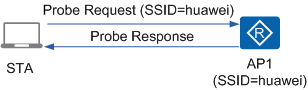 Probe Request (SSID=huawei)
Probe Response
STA
R
AP1
(SSID=huawei)